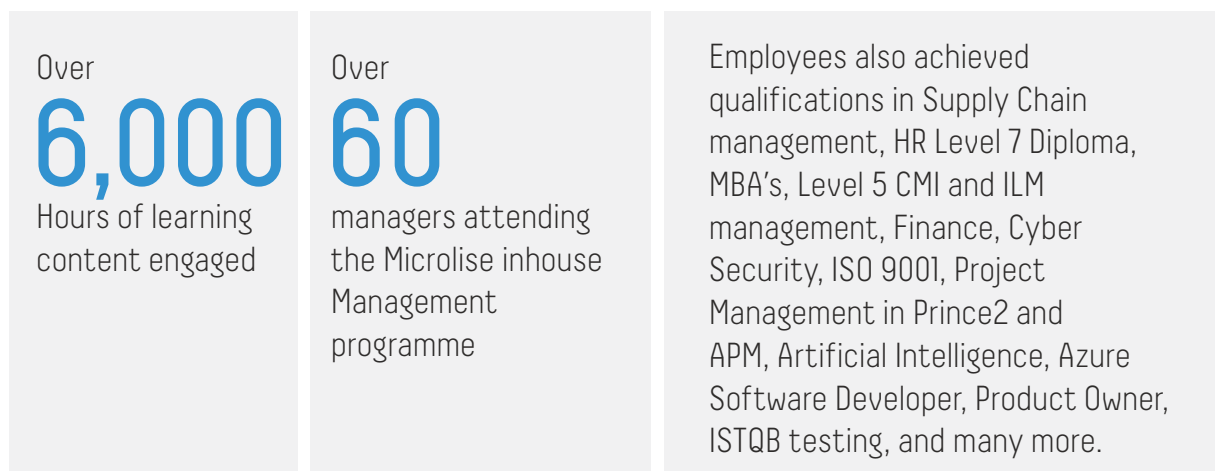 Over
6,000
Hours of learning
content engaged
Over
60
managers attending
the Microlise inhouse
Management
programme
Employees also achieved
qualifications in Supply Chain
management, HR Level 7 Diploma,
MBA's, Level 5 CMI and ILM
management, Finance, Cyber
Security, ISO 9001, Project
Management in Prince2 and
APM, Artificial Intelligence, Azure
Software Developer, Product Owner,
ISTQB testing, and many more.